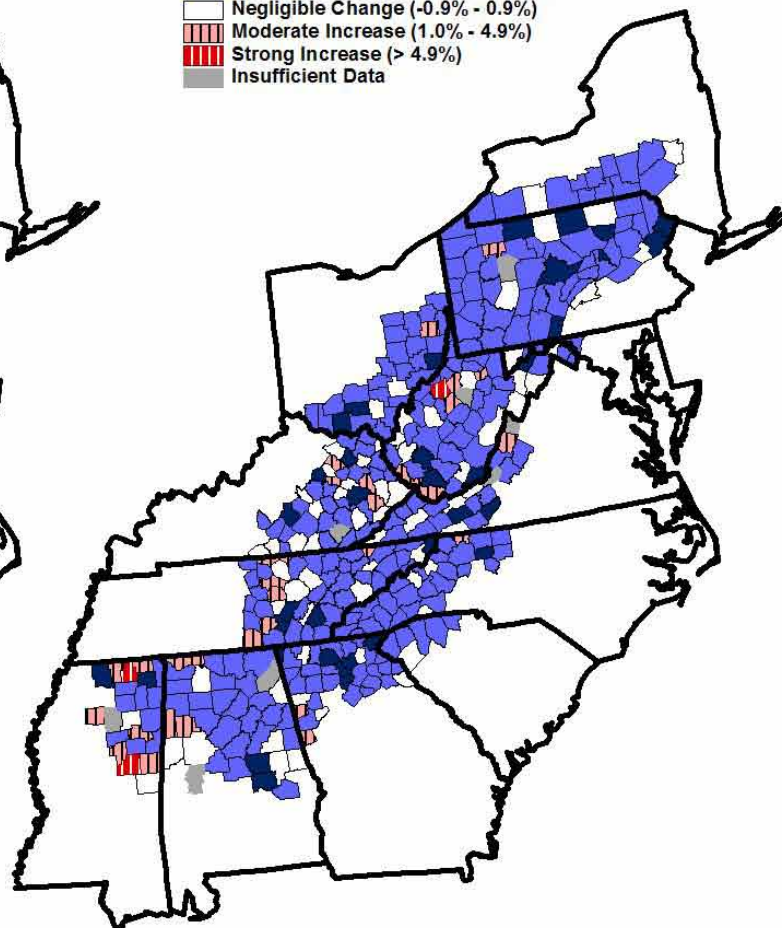 Negligible Change (-0.9% - 0.9%)
Moderate Increase (1.0% - 4.9%)
Strong Increase (> 4.9%)
Insufficient Data